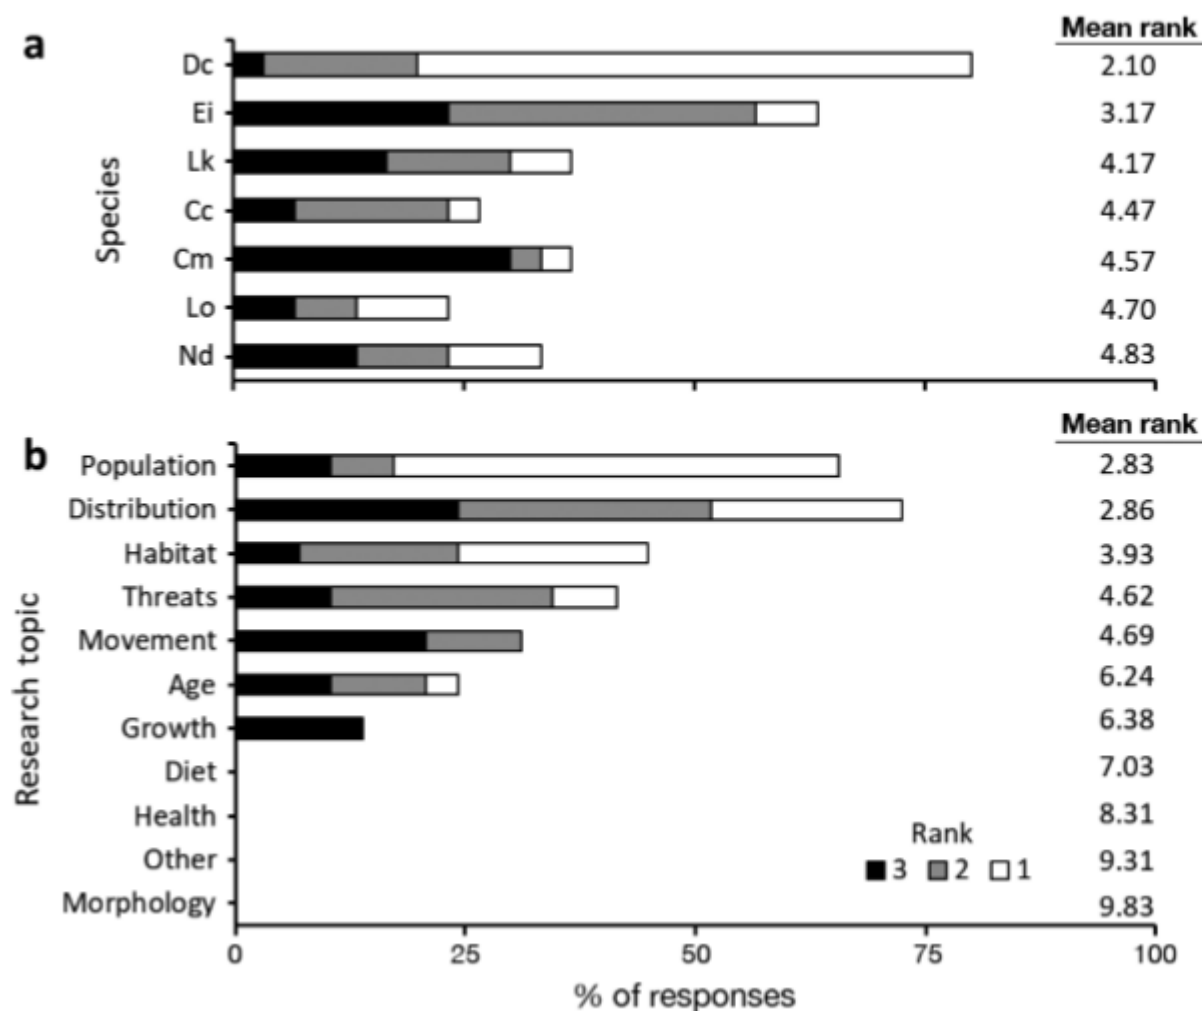 a
Mean rank
Dc 2.10
Ei 3.17
Lk 4.17
Cc 4.47
Cm 4.57
Lo 4.70
Nd 4.83
Species
b
Mean rank
Population 2.83
Distribution 2.86
Habitat 3.93
Threats 4.62
Movement 4.69
Age 6.24
Growth 6.38
Diet 7.03
Health 8.31
Other 9.31
Morphology 9.83
Research topic
Rank
3 2 1
0 25 50 75 100
% of responses